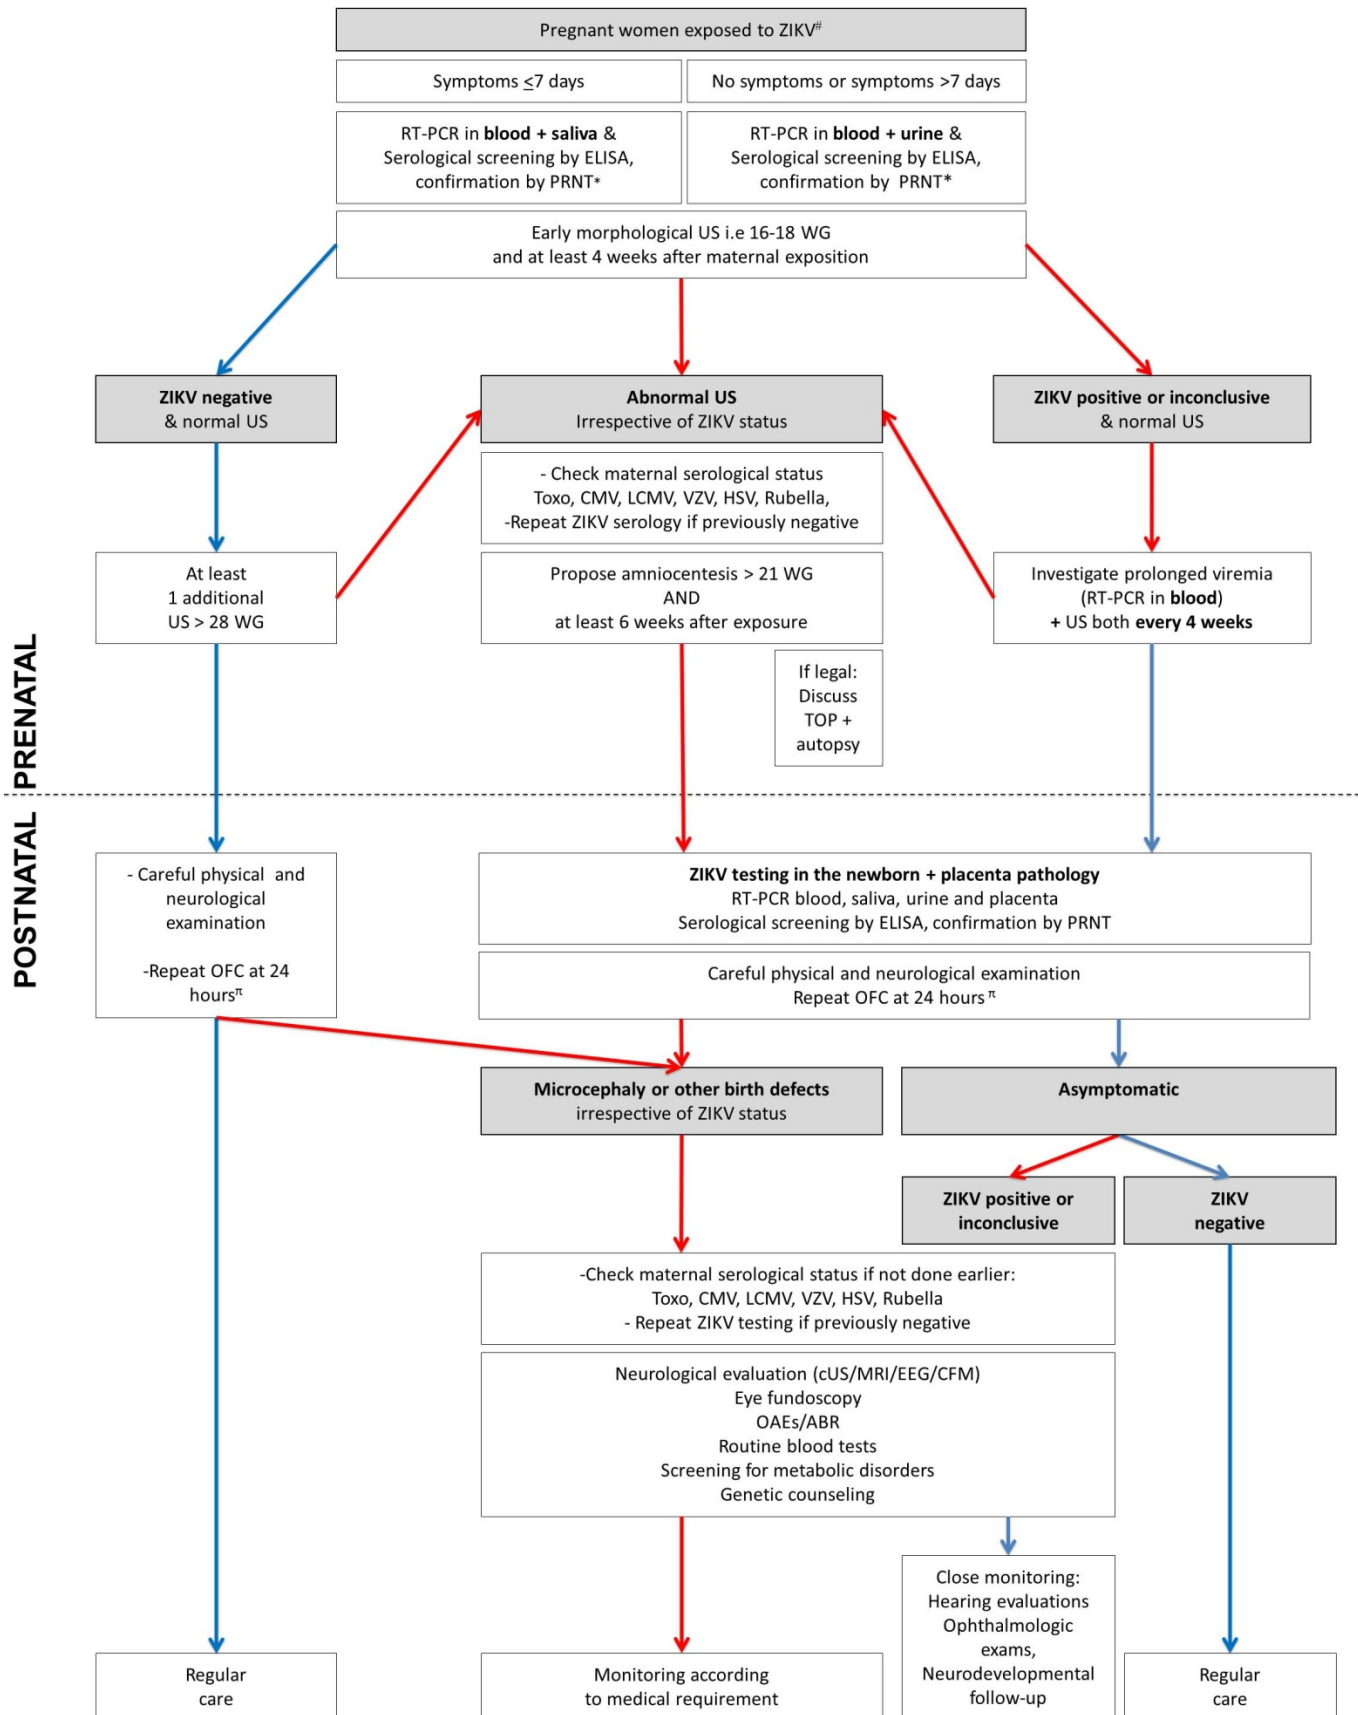 Pregnant women exposed to ZIKV#
Symptoms ≤7 days
No symptoms or symptoms >7 days
RT-PCR in blood + saliva &
Serological screening by ELISA,
confirmation by PRNT*
RT-PCR in blood + urine &
Serological screening by ELISA,
confirmation by PRNT*
Early morphological US i.e 16-18 WG
and at least 4 weeks after maternal exposition
ZIKV negative
& normal US
Abnormal US
Irrespective of ZIKV status
ZIKV positive or inconclusive
& normal US
- Check maternal serological status
Toxo, CMV, LCMV, VZV, HSV, Rubella,
-Repeat ZIKV serology if previously negative
At least
1 additional
US > 28 WG
Propose amniocentesis > 21 WG
AND
at least 6 weeks after exposure
Investigate prolonged viremia
(RT-PCR in blood)
+ US both every 4 weeks
If legal:
Discuss
TOP +
autopsy
PRENATAL
POSTNATAL
- Careful physical and
neurological
examination
-Repeat OFC at 24
hoursπ
ZIKV testing in the newborn + placenta pathology
RT-PCR blood, saliva, urine and placenta
Serological screening by ELISA, confirmation by PRNT
Careful physical and neurological examination
Repeat OFC at 24 hours π
Microcephaly or other birth defects
irrespective of ZIKV status
Asymptomatic
ZIKV positive or
inconclusive
ZIKV
negative
-Check maternal serological status if not done earlier:
Toxo, CMV, LCMV, VZV, HSV, Rubella
- Repeat ZIKV testing if previously negative
Neurological evaluation (cUS/MRI/EEG/CFM)
Eye fundoscopy
OAEs/ABR
Routine blood tests
Screening for metabolic disorders
Genetic counseling
Close monitoring:
Hearing evaluations
Ophthalmologic
exams,
Neurodevelopmental
follow-up
Regular
care
Monitoring according
to medical requirement
Regular
care